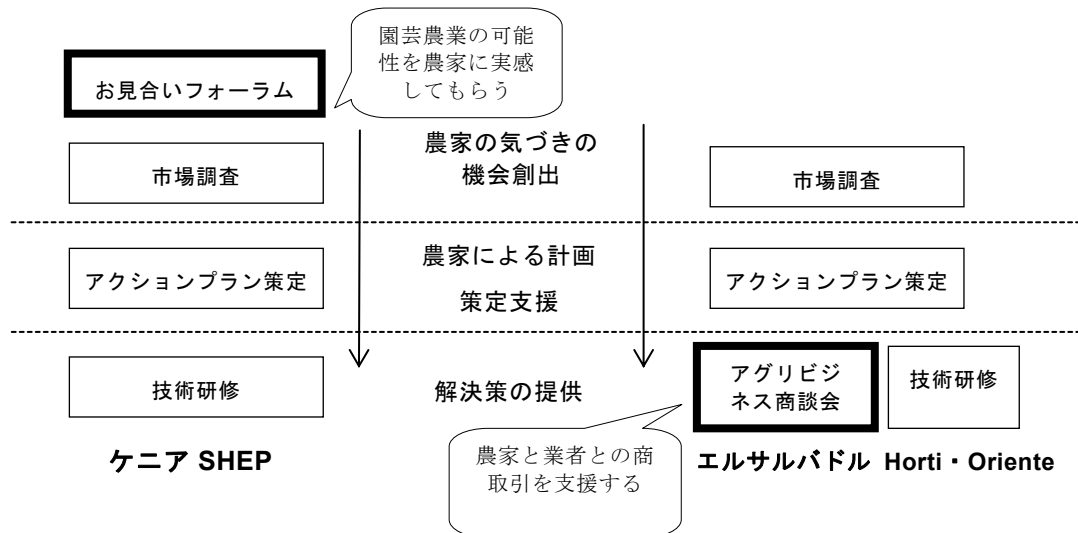 園芸農業の可能
性を農家に実感
してもらう
お見合いフォーラム
農家の気づきの
機会創出
市場調査
市場調査
農家による計画
策定支援
アクションプラン策定
アクションプラン策定
技術研修
解決策の提供
アグリビジ
ネス商談会
技術研修
ケニア SHEP
農家と業者との商
取引を支援する
エルサルバドル Horti・Oriente